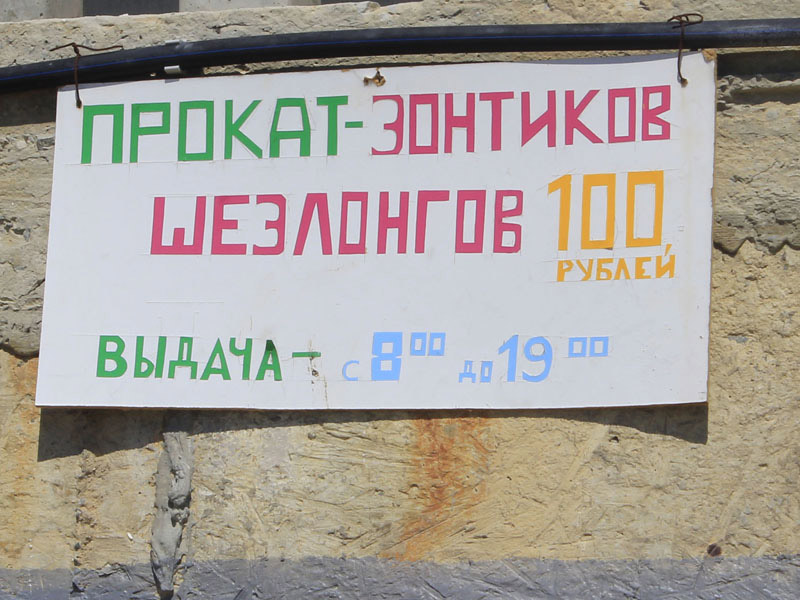 ПРОКАТ-ЗОНТИКОВ
ШЕЗЛОНГОВ 100,
РУБЛЕЙ
ВЫДАЧА - с 8 00 до 19 00